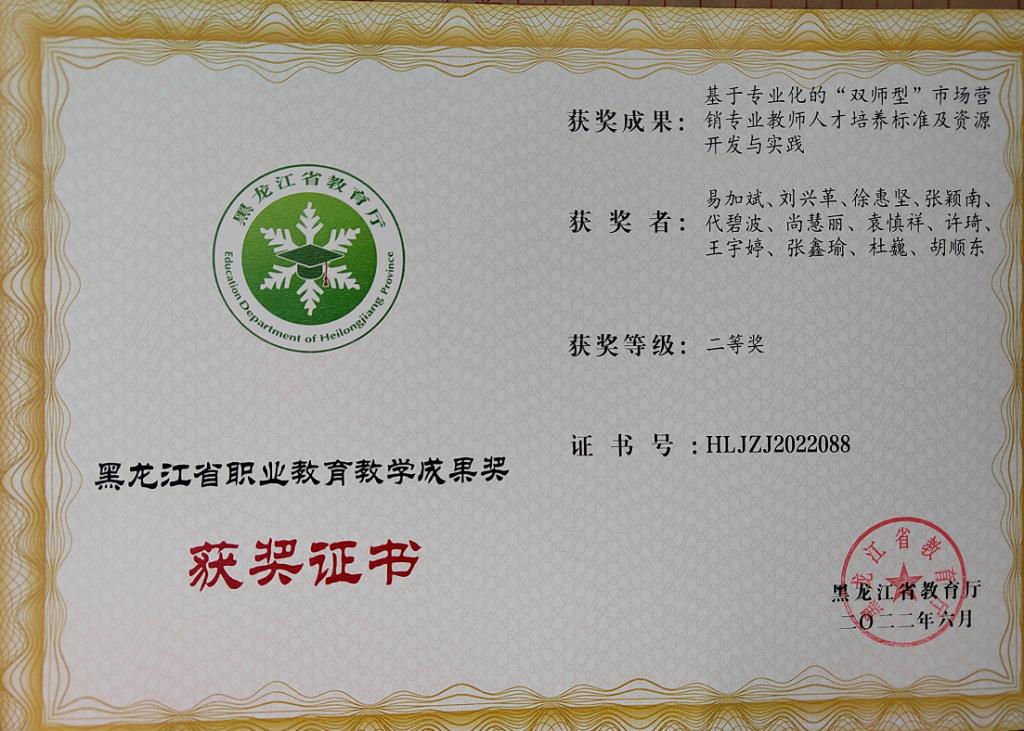 黑龙江省教育厅
Education Department of Heilongjiang Province
黑龙江省职业教育教学成果奖
获奖证书
获奖成果：基于专业化的“双师型”市场营
销专业教师人才培养标准及资源
开发与实践
获奖者：易加斌、刘兴革、徐惠坚、张颖南、
代碧波、尚慧丽、袁慎祥、许琦、
王宇婷、张鑫瑜、杜巍、胡顺东
获奖等级：二等奖
证书号：HLJZJ2022088
黑龙江省教育厅
黑龙江省教育厅
二〇二二年六月